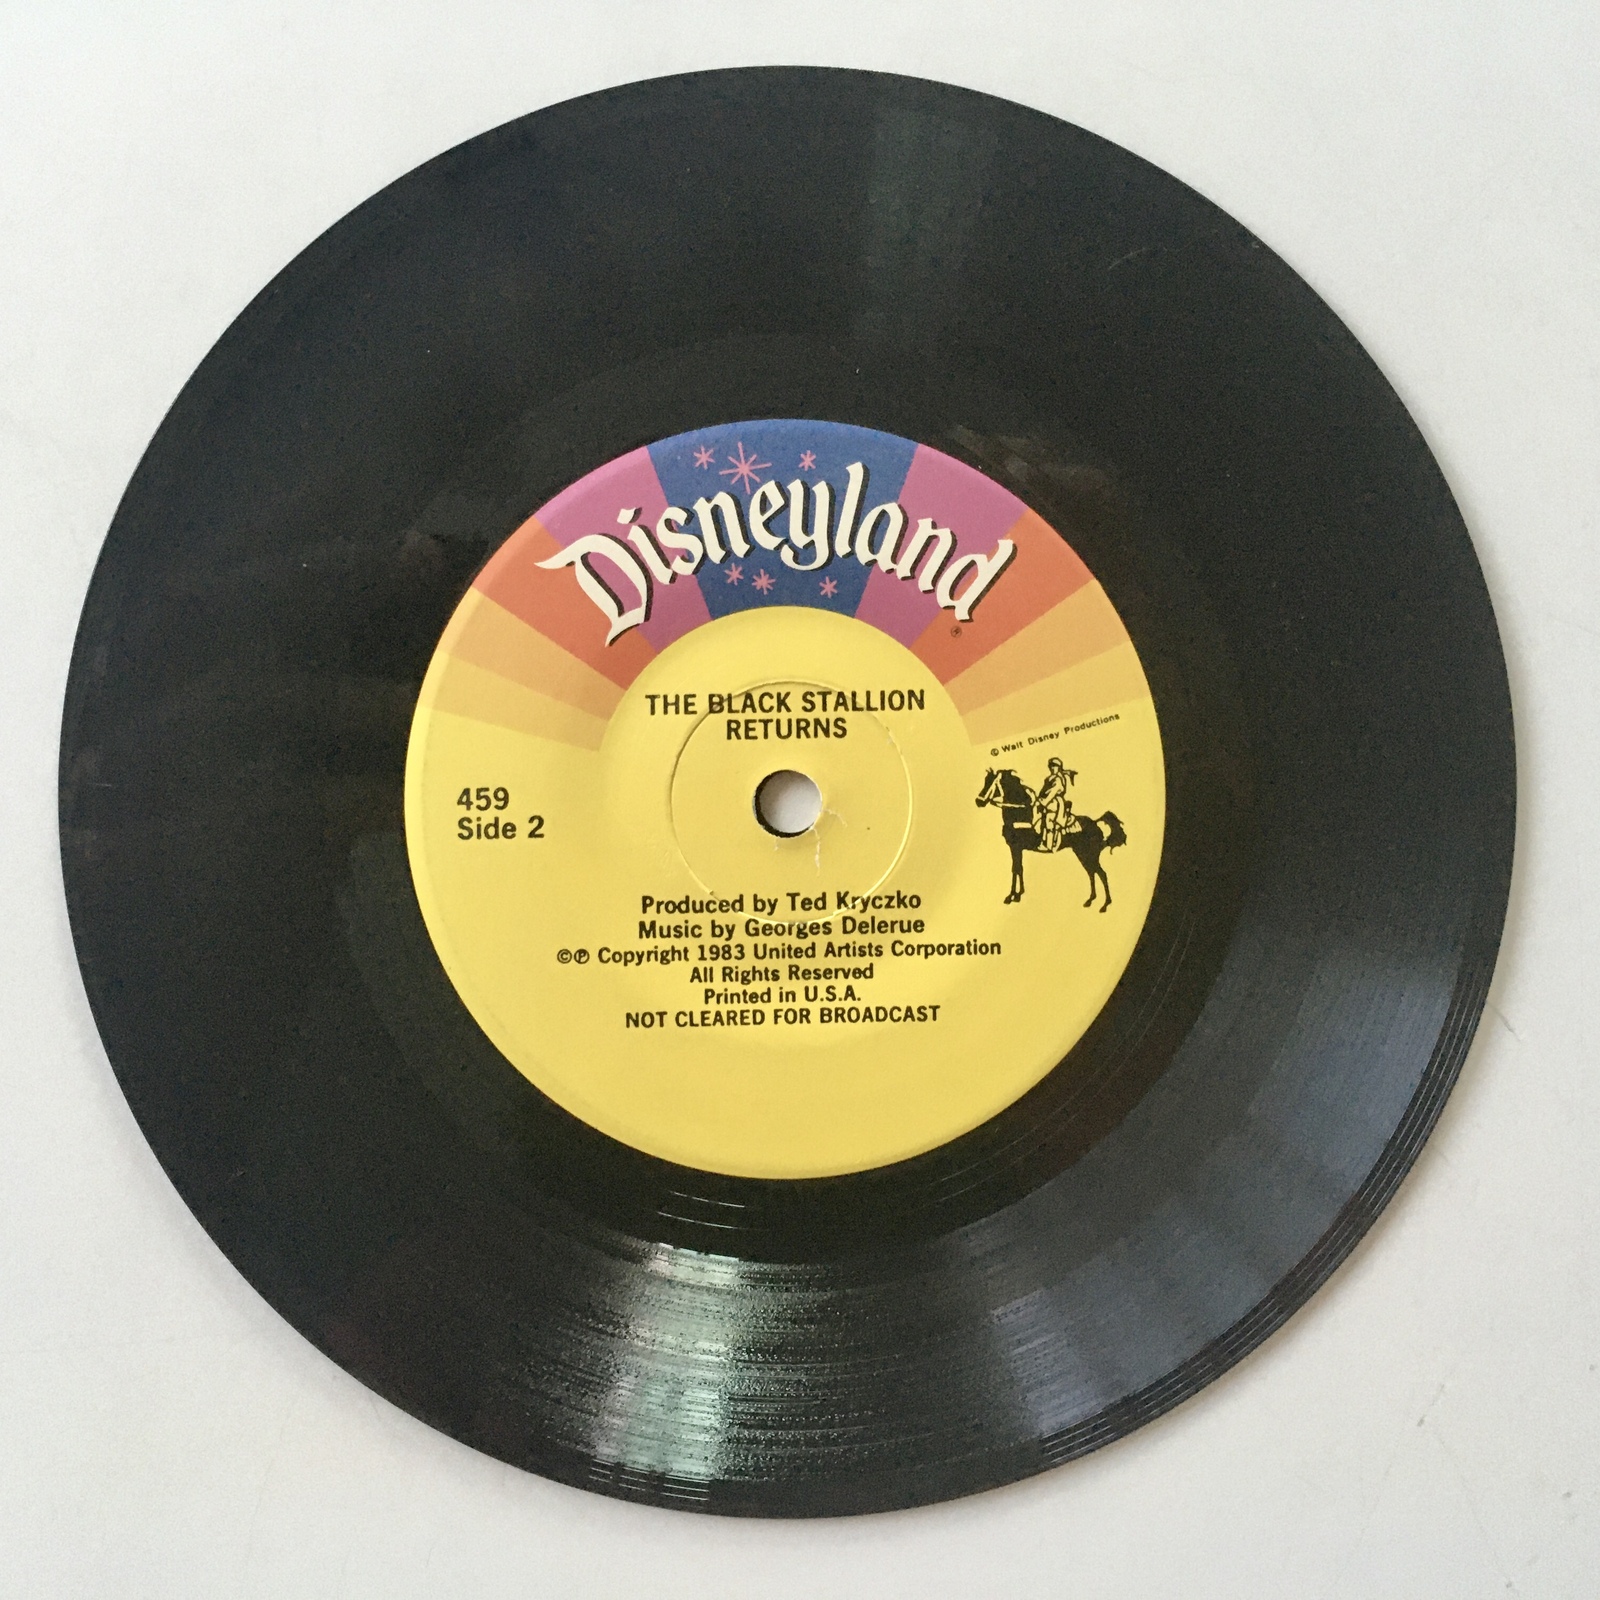 Disneyland®
THE BLACK STALLION
RETURNS
© Walt Disney Productions
459
Side 2
Produced by Ted Kryczko
Music by Georges Delerue
©℗ Copyright 1983 United Artists Corporation
All Rights Reserved
Printed in U.S.A.
NOT CLEARED FOR BROADCAST